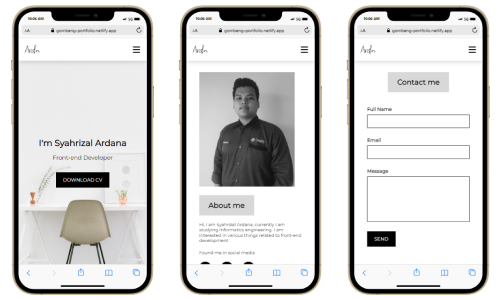 10:06 AM
5G
AA
gombang-portfolio.netlify.app
Ardn
I'm Syahrizal Ardana
Front-end Developer
DOWNLOAD CV
10:06 AM
5G
AA
gombang-portfolio.netlify.app
Ardn
About me
Hi, I am Syahrizal Ardana, currently I am
studying informatics engineering. I am
interested in various things related to front-end
development
Found me in social media
10:06 AM
5G
AA
gombang-portfolio.netlify.app
Ardn
Contact me
Full Name
Email
Message
SEND